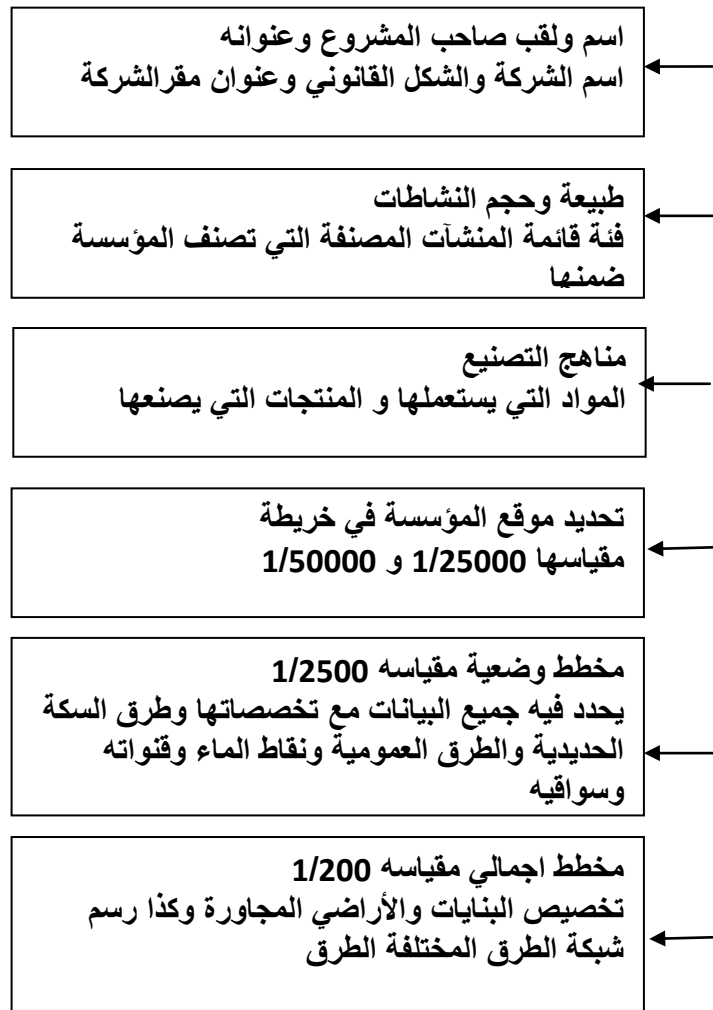 اسم ولقب صاحب المشروع وعنوانه
اسم الشركة والشكل القانوني وعنوان مقرالشركة
طبيعة وحجم النشاطات
فئة قائمة المنشآت المصنفة التي تصنف المؤسسة
ضمنها
مناهج التصنيع
المواد التي يستعملها و المنتجات التي يصنعها
تحديد موقع المؤسسة في خريطة
مقياسها 1/25000 و 1/50000
مخطط وضعية مقياسه 1/2500
يحدد فيه جميع البيانات مع تخصصاتها وطرق السكة
الحديدية والطرق العمومية ونقاط الماء وقنواته
وسواقيه
مخطط اجمالي مقياسه 1/200
تخصيص البنايات والأراضي المجاورة وكذا رسم
شبكة الطرق المختلفة الطرق